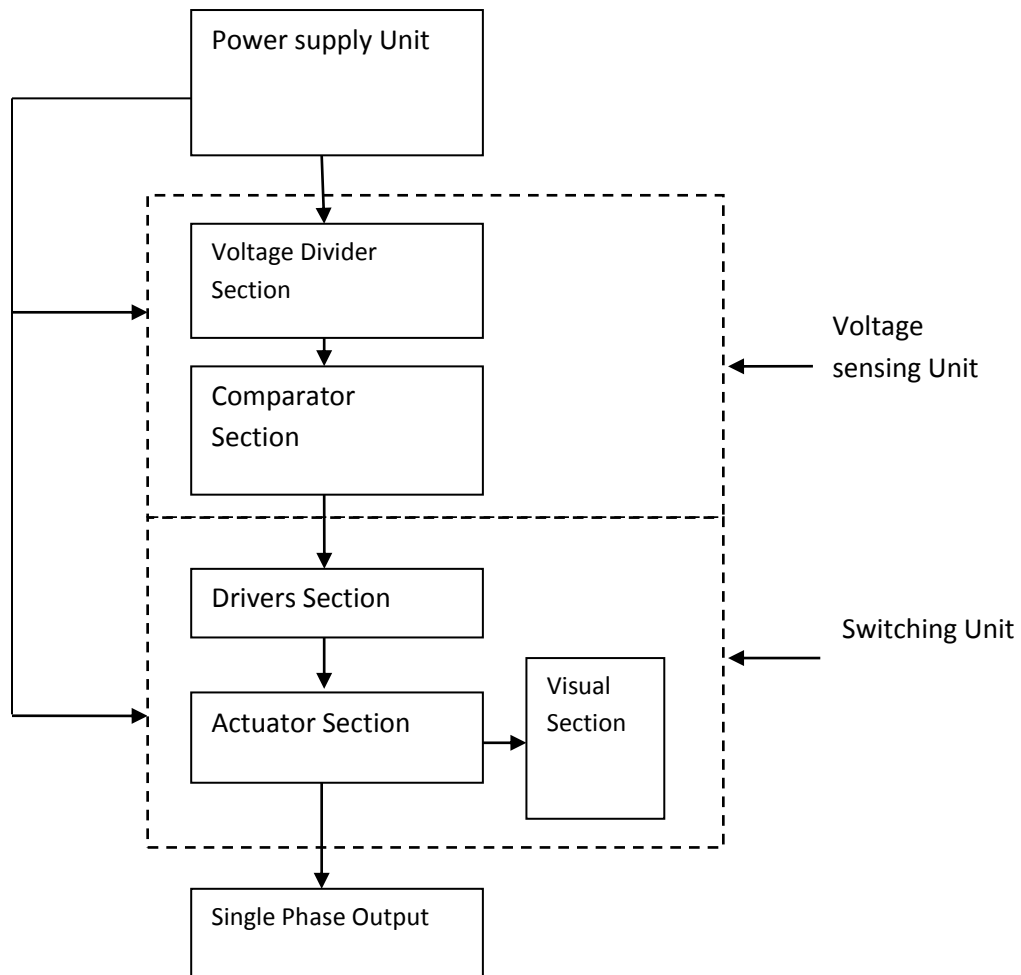 Power supply Unit
Voltage Divider
Section
Voltage
sensing Unit
Comparator
Section
Drivers Section
Switching Unit
Visual
Section
Actuator Section
Single Phase Output